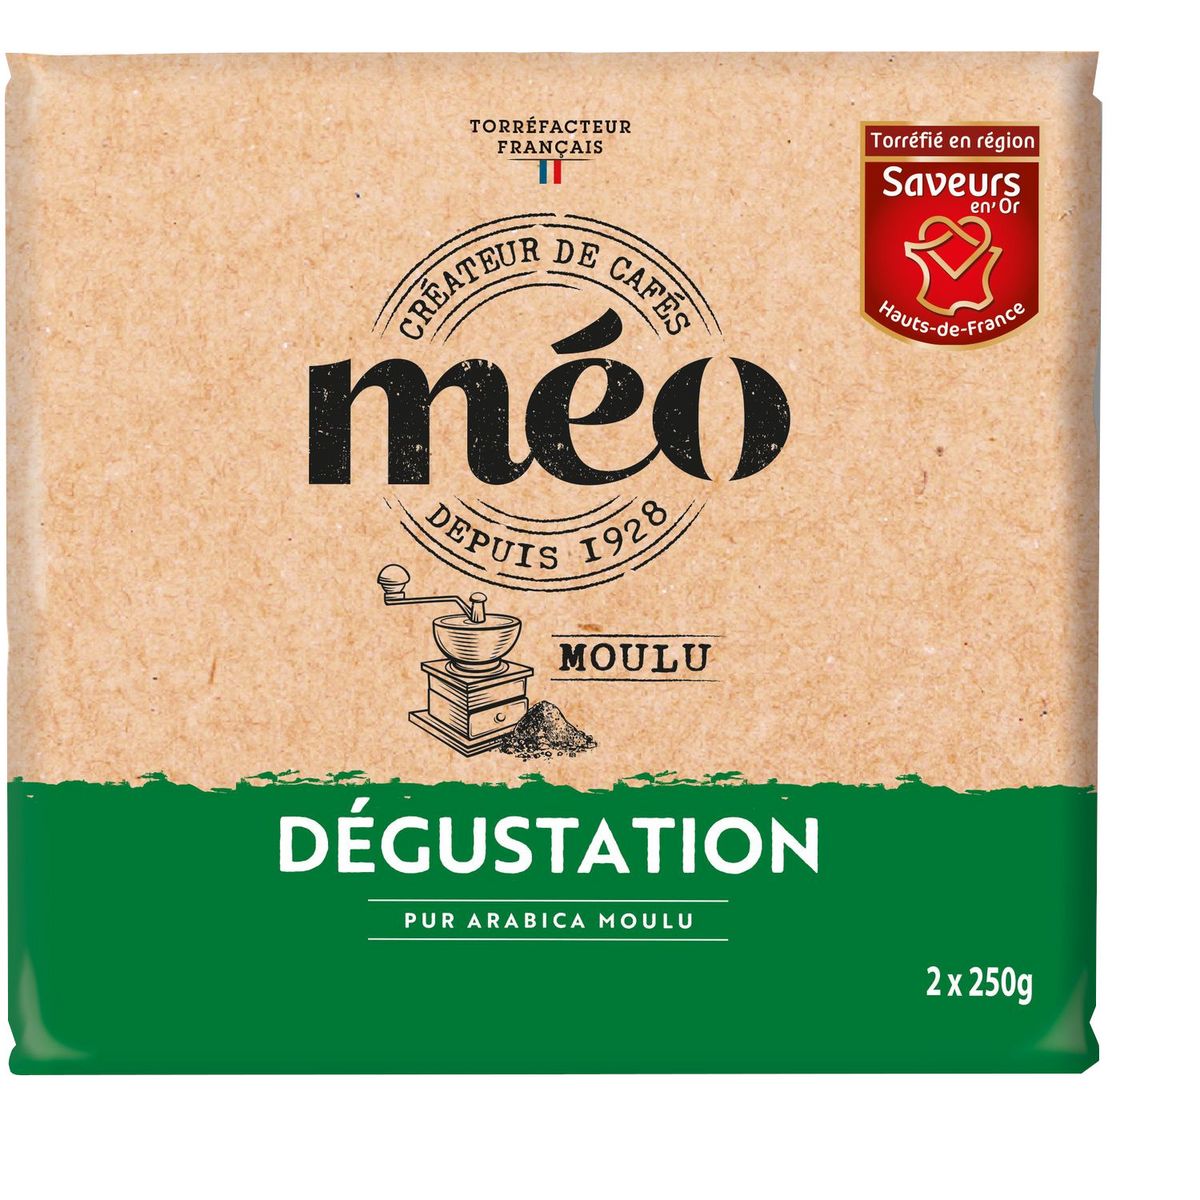 TORRÉFACTEUR
FRANÇAIS
Torréfié en région
Saveurs
en'Or
Hauts-de-France
CRÉATEUR DE CAFÉS
méo
DEPUIS 1928
MOULU
DÉGUSTATION
PUR ARABICA MOULU
2 x 250g